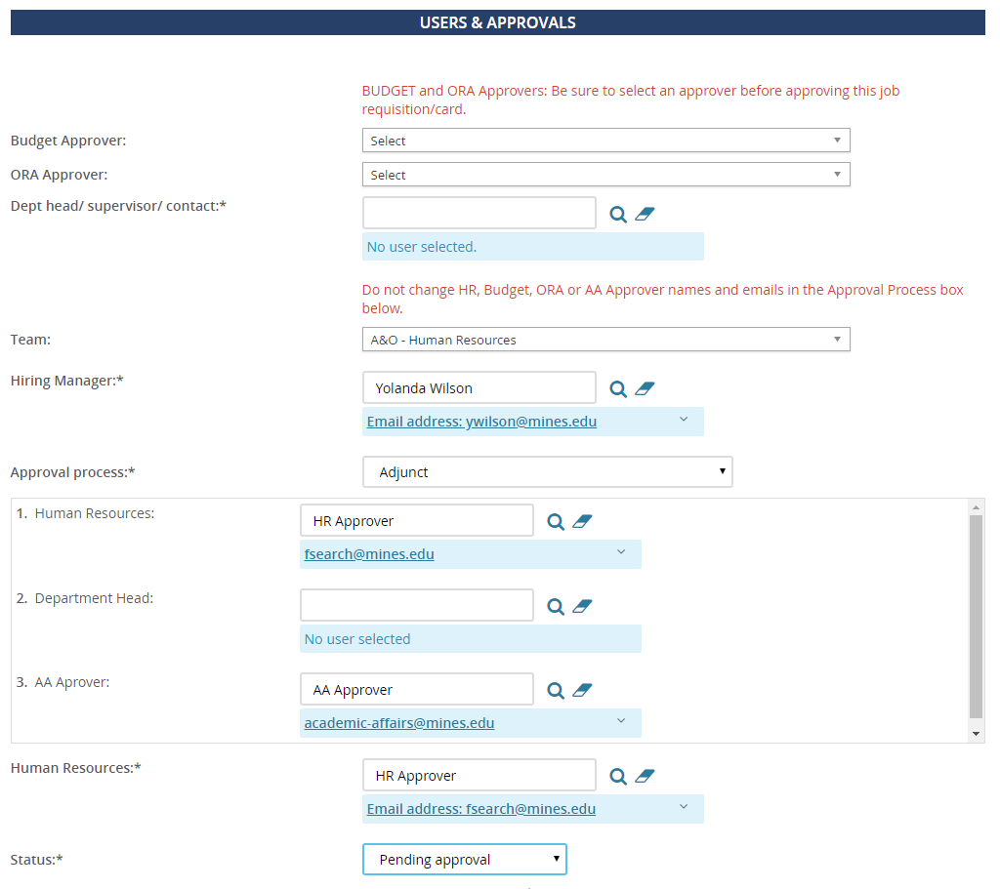 USERS & APPROVALS
BUDGET and ORA Approvers: Be sure to select an approver before approving this job
requisition/card.
Budget Approver:
Select
ORA Approver:
Select
Dept head/ supervisor/ contact:*
No user selected.
Do not change HR, Budget, ORA or AA Approver names and emails in the Approval Process box
below.
Team:
A&O - Human Resources
Hiring Manager:*
Yolanda Wilson
Email address: ywilson@mines.edu
Approval process:*
Adjunct
1. Human Resources:
HR Approver
fsearch@mines.edu
2. Department Head:
No user selected
3. AA Aprover:
AA Approver
academic-affairs@mines.edu
Human Resources:*
HR Approver
Email address: fsearch@mines.edu
Status:*
Pending approval